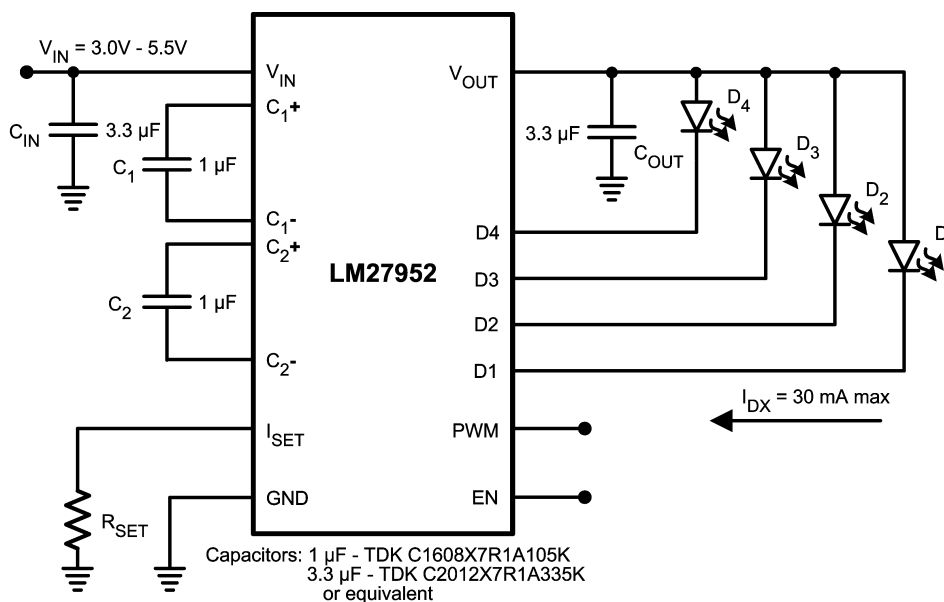 V_IN = 3.0V - 5.5V
V_IN
V_OUT
C_1+
C_IN
3.3 µF
C_1
1 µF
C_1-
C_2+
C_2
1 µF
C_2-
LM27952
3.3 µF
C_OUT
D_4
D_3
D_2
D
D4
D3
D2
D1
I_DX = 30 mA max
I_SET
PWM
R_SET
GND
EN
Capacitors: 1 µF - TDK C1608X7R1A105K
3.3 µF - TDK C2012X7R1A335K
or equivalent